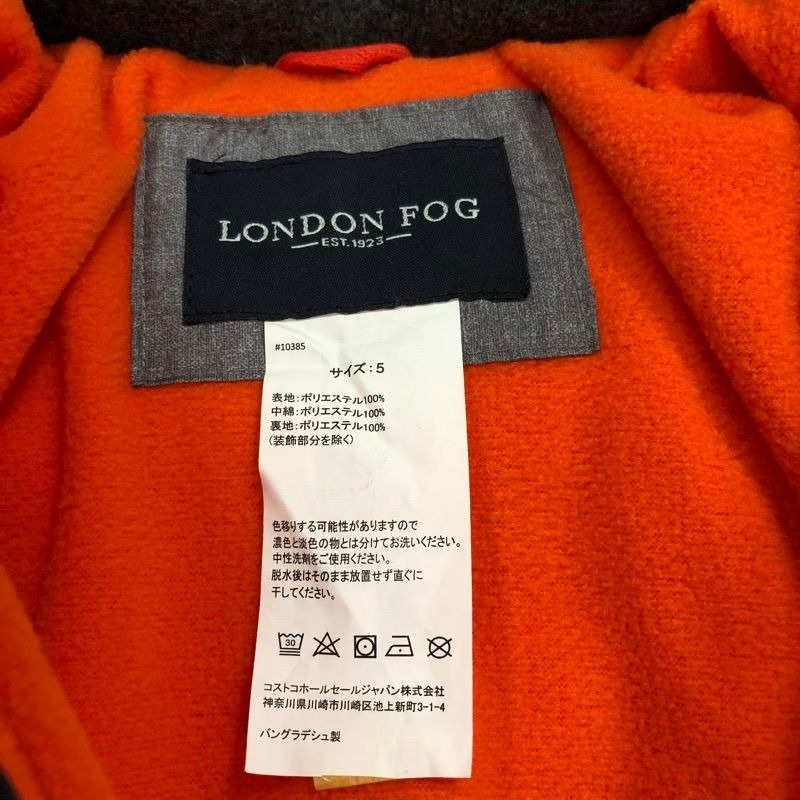 LONDON FOG
EST. 1923
#10385
サイズ:5
表地:ポリエステル100%
中綿:ポリエステル100%
裏地:ポリエステル100%
(装飾部分を除く)
色移りする可能性がありますので
濃色と淡色の物とは分けてお洗いください。
中性洗剤をご使用ください。
脱水後はそのまま放置せず直ぐに
干してください。
30
コストコホールセールジャパン株式会社
神奈川県川崎市川崎区池上新町3-1-4
バングラデシュ製